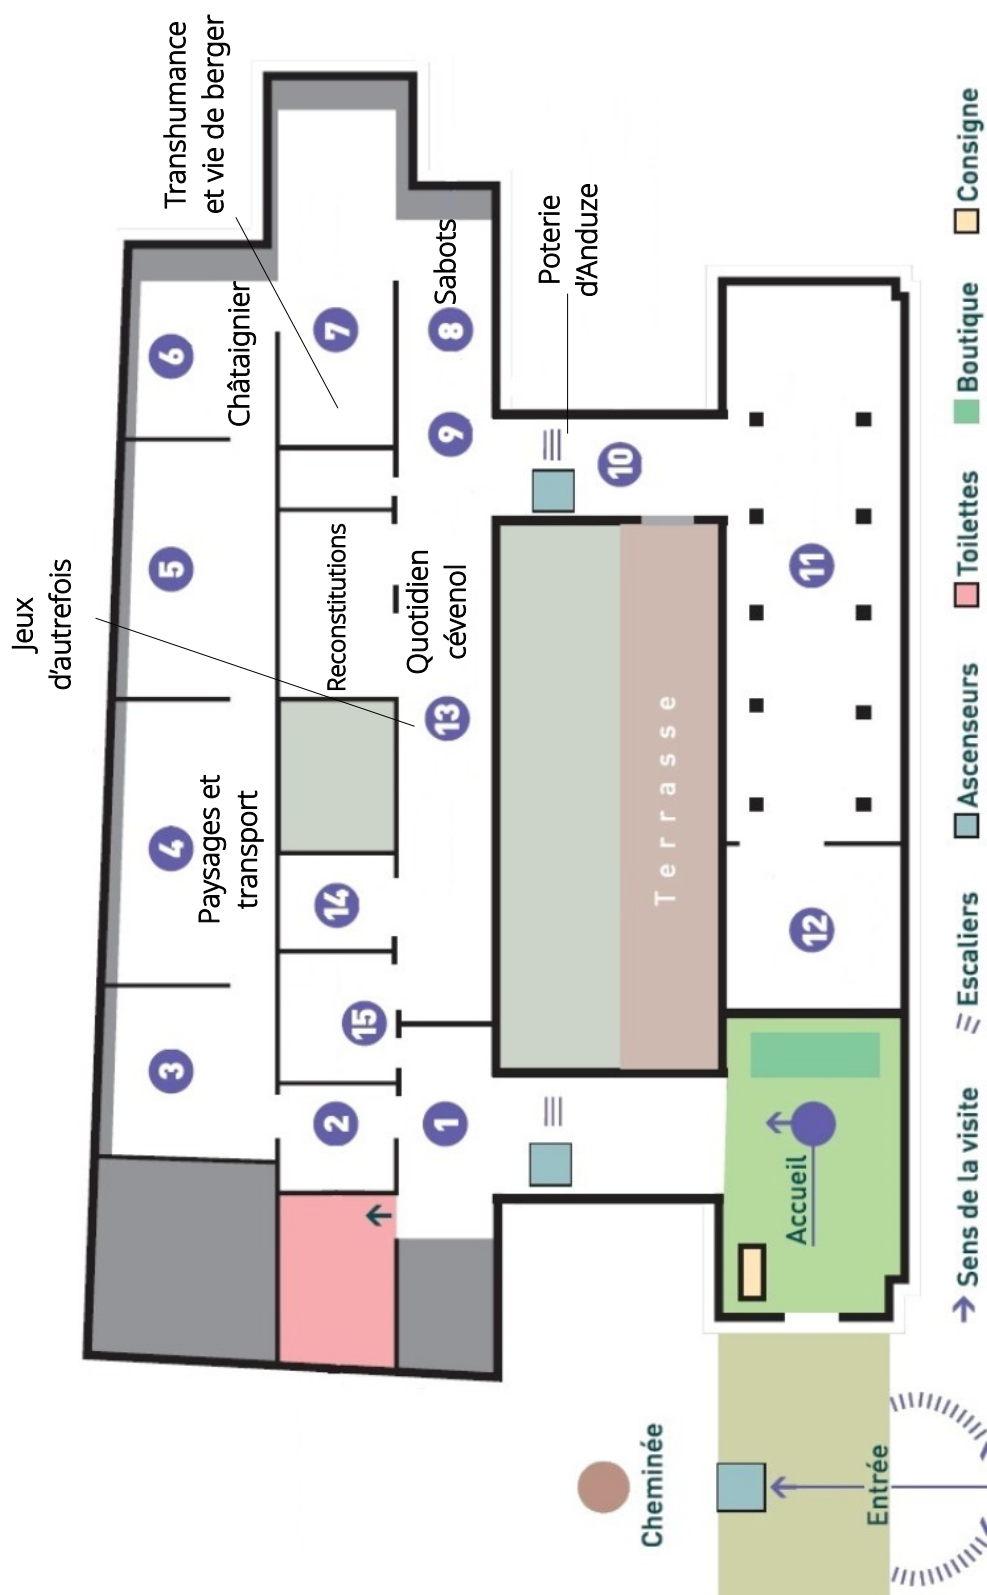 Transhumance
et vie de berger
Jeux
d'autrefois
6
5
4
3
Châtaignier
Paysages et
transport
7
Reconstitutions
14
15
2
Sabots
8
9
Quotidien
cévenol
13
1
Poterie
d'Anduze
10
Terrasse
11
12
Accueil
Cheminée
Entrée
Sens de la visite
Escaliers
Ascenseurs
Toilettes
Boutique
Consigne